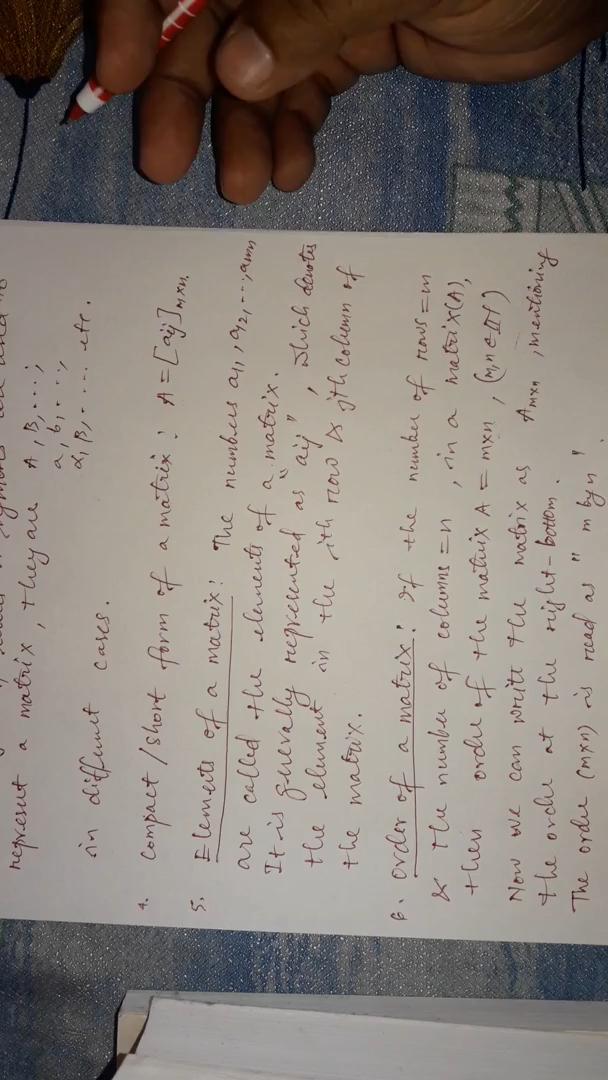 represent a matrix, they are A, B, ...;
a, b, ...;
α, β, .... etc.
in different cases.
4. Compact/short form of a matrix: A = [aij]m×n.
5. Elements of a matrix: The numbers a11, a12, ..., amn
are called the elements of a matrix.
It is generally represented as "aij", which denotes
the element in the ith row & jth column of
the matrix.
6. Order of a matrix: If the number of rows = m
& the number of columns = n, in a matrix (A),
then order of the matrix A = m×n, (m,n ∈ II+)
Now we can write the matrix as Am×n, mentioning
the order at the right-bottom.
The order (m×n) is read as "m by n".